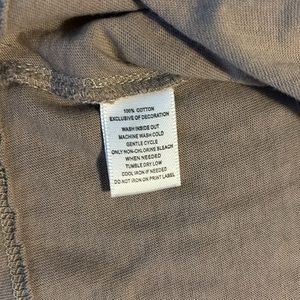 100% COTTON
EXCLUSIVE OF DECORATION
WASH INSIDE OUT
MACHINE WASH COLD
GENTLE CYCLE
ONLY NON-CHLORINE BLEACH
WHEN NEEDED
TUMBLE DRY LOW
COOL IRON IF NEEDED
DO NOT IRON ON PRINT LABEL